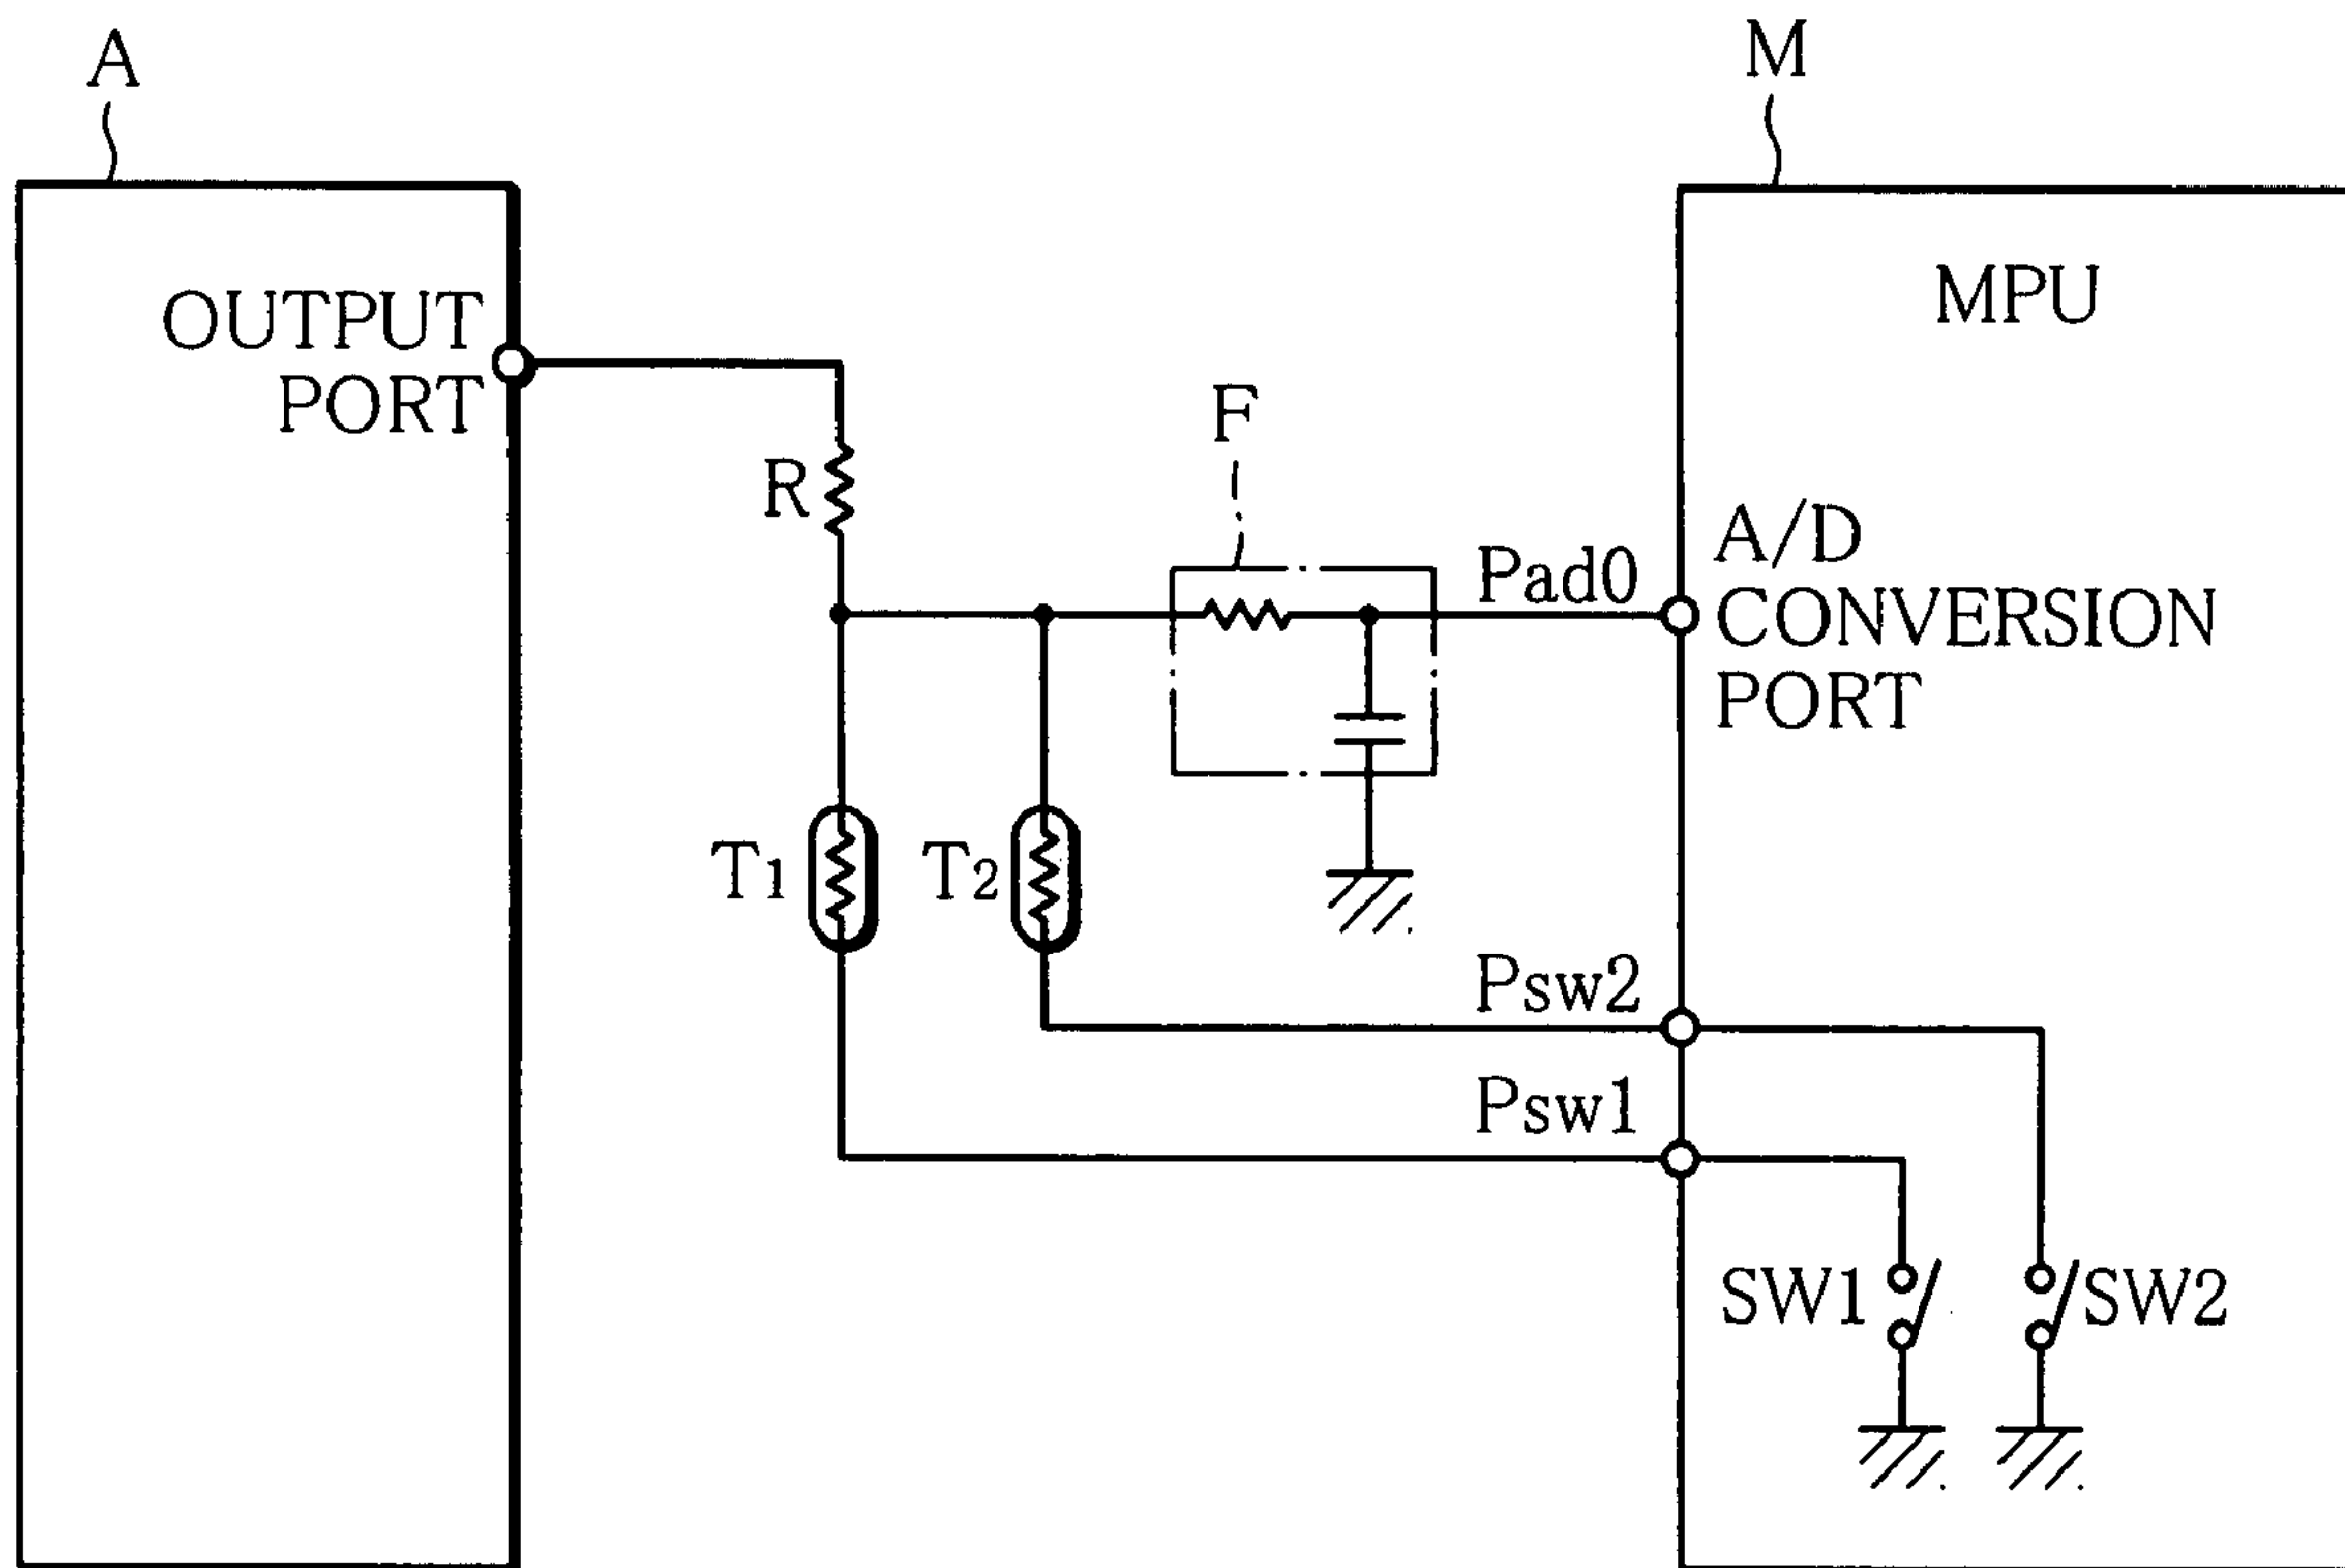 A
M
OUTPUT
PORT
MPU
F
R
Pad0
A/D
CONVERSION
PORT
T1
T2
Psw2
Psw1
SW1
SW2